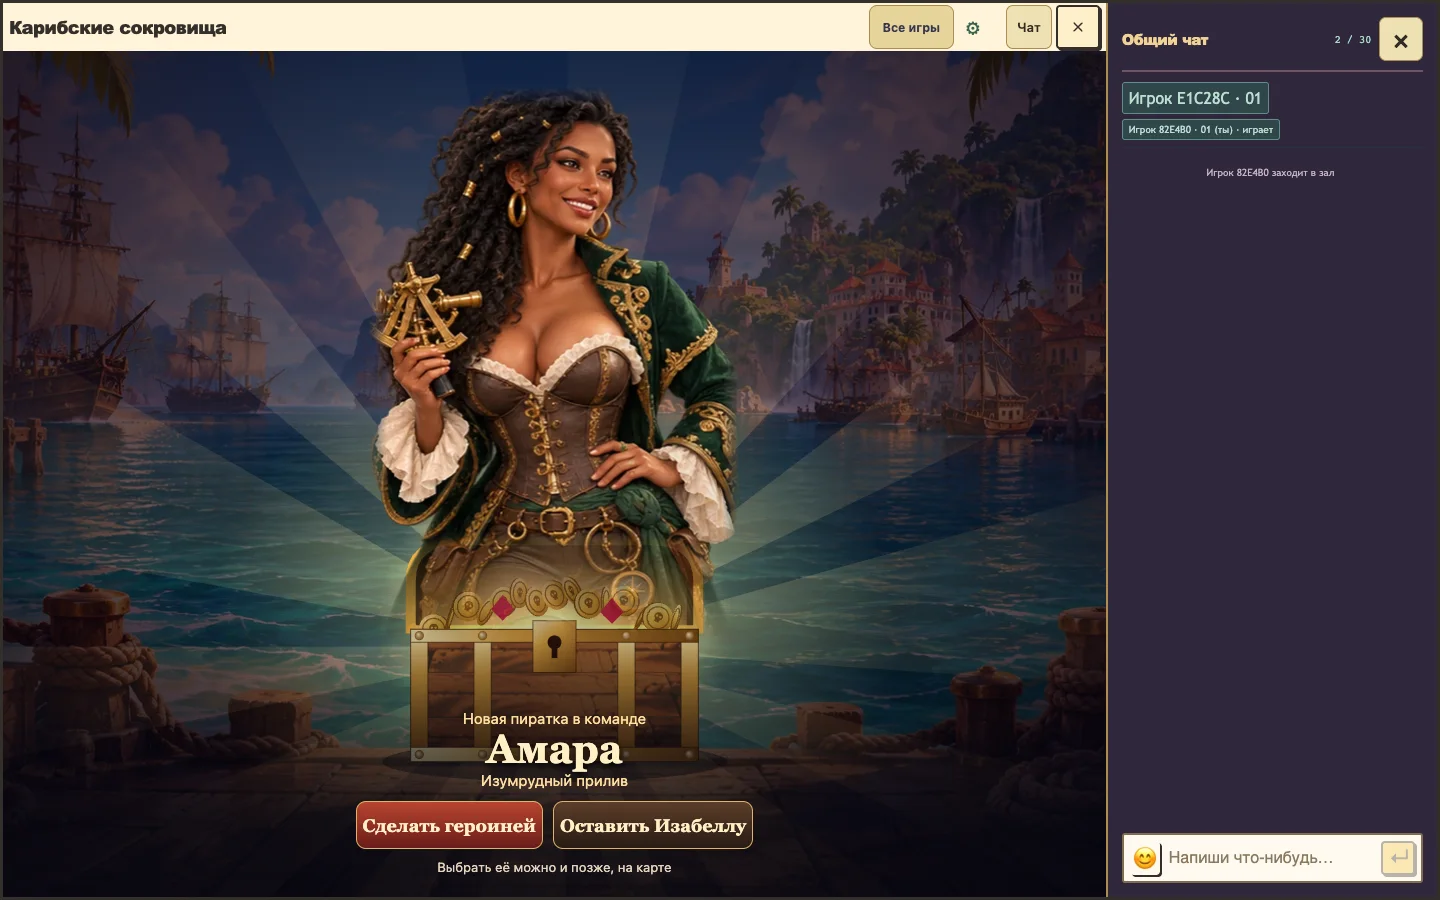 Карибские сокровища
Все игры
Чат
Общий чат
2 / 30
Игрок E1C28C · 01
Игрок 82E4B0 · 01 (ты) · играет
Игрок 82E4B0 заходит в зал
Новая пиратка в команде
Амара
Изумрудный прилив
Сделать героиней
Оставить Изабеллу
Выбрать её можно и позже, на карте
Напиши что-нибудь...